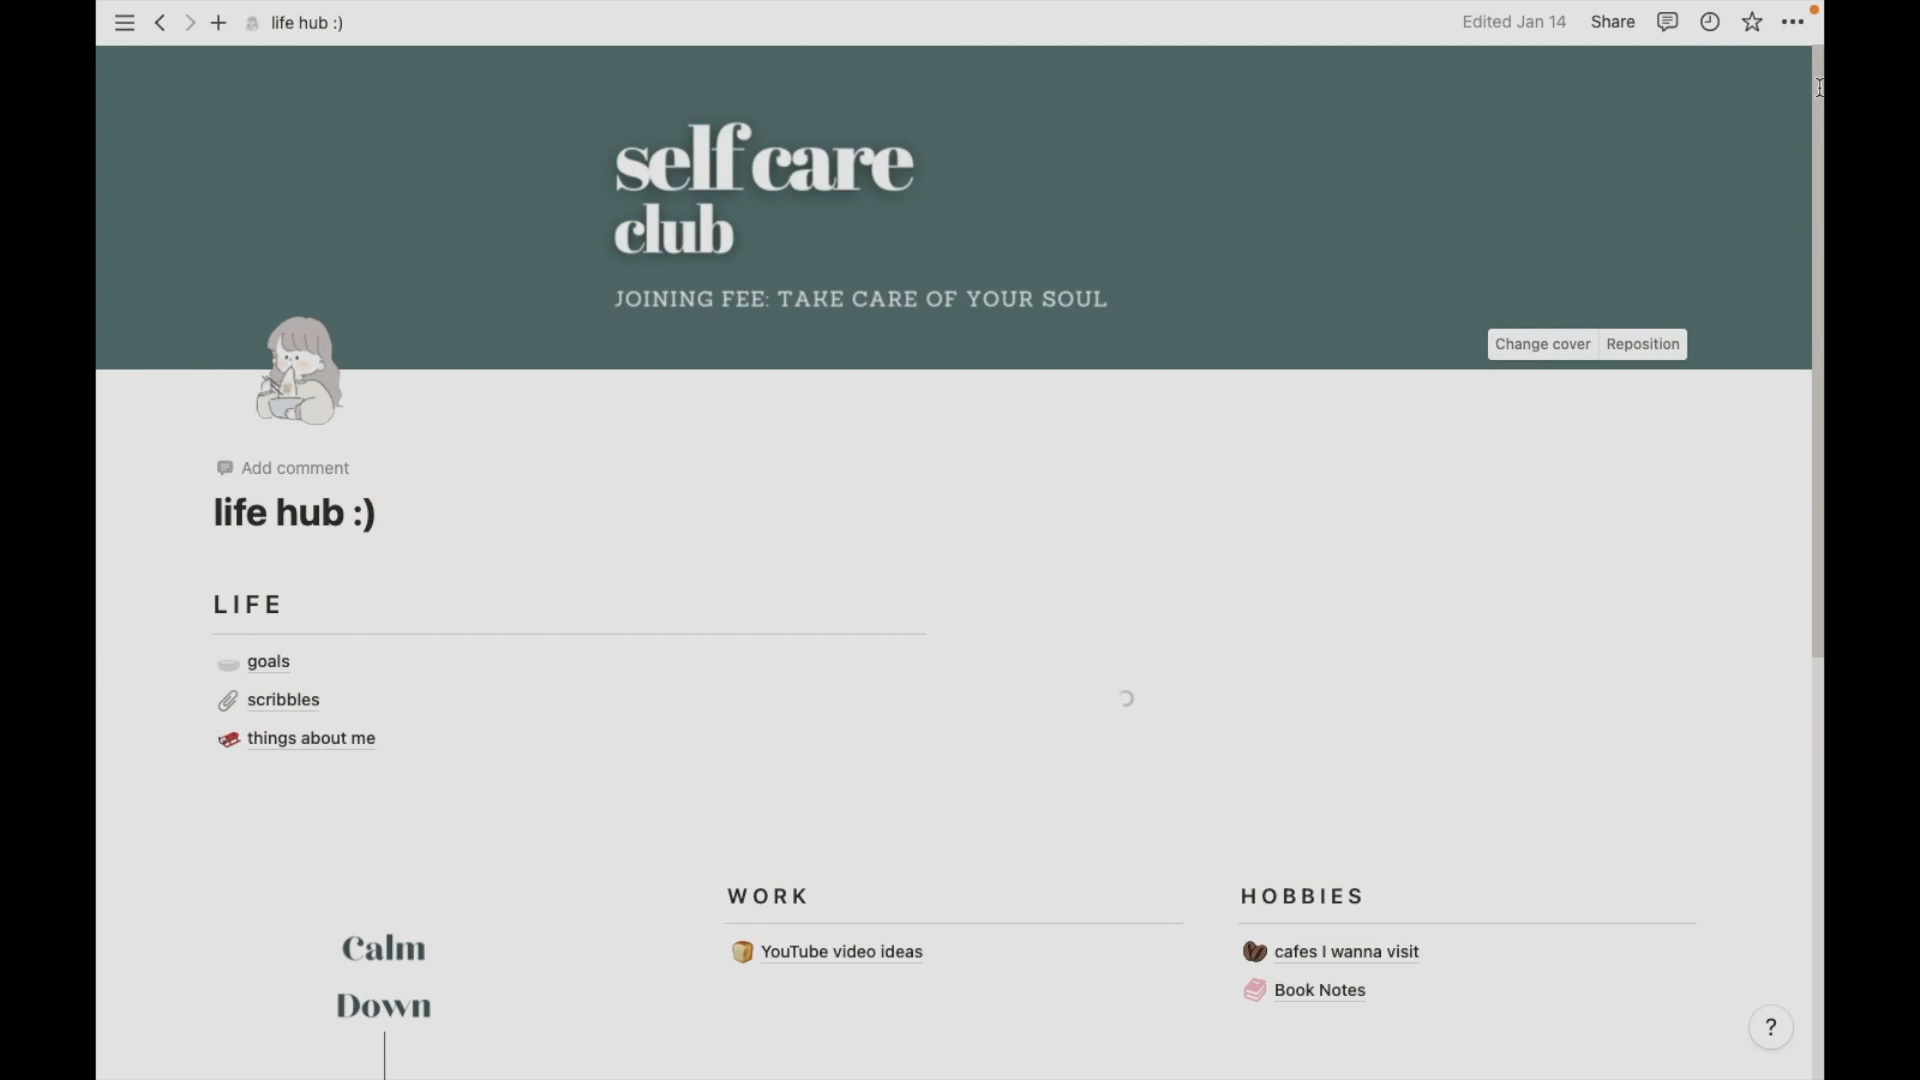 life hub :)
Edited Jan 14
Share
self care
club
JOINING FEE: TAKE CARE OF YOUR SOUL
Change cover
Reposition
Add comment
life hub :)
LIFE
goals
scribbles
things about me
Calm
Down
WORK
YouTube video ideas
HOBBIES
cafes I wanna visit
Book Notes
?